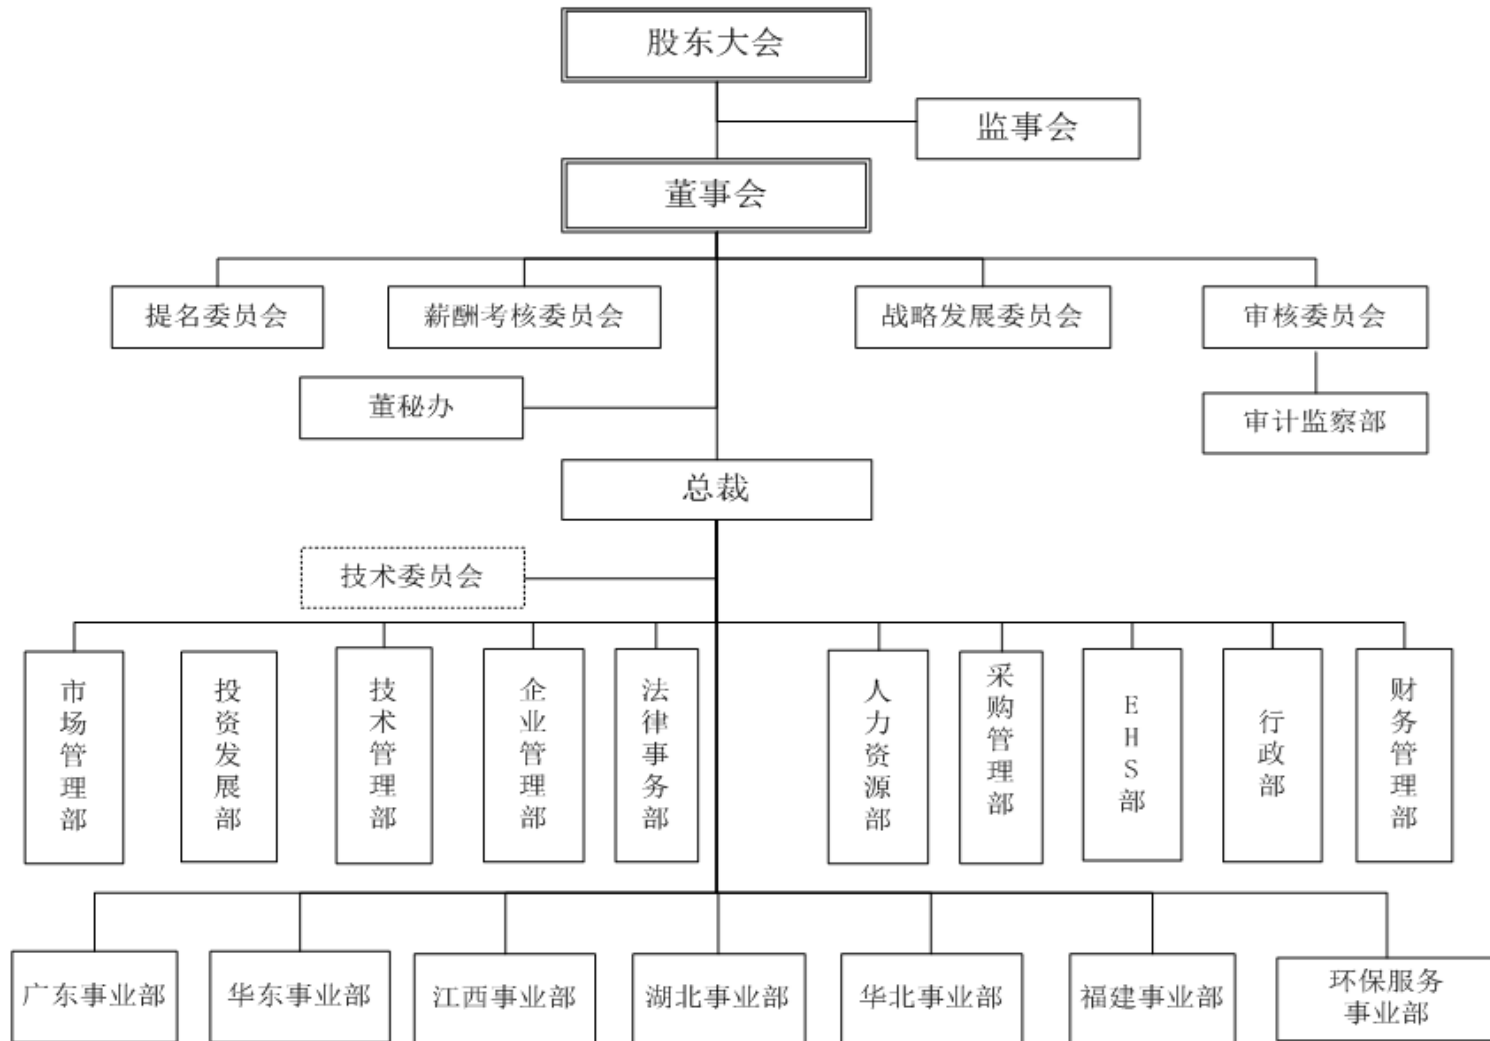 股东大会
监事会
董事会
提名委员会
薪酬考核委员会
战略发展委员会
审核委员会
董秘办
审计监察部
总裁
技术委员会
市场管理部
投资发展部
技术管理部
企业管理部
法律事务部
人力资源部
采购管理部
EHS部
行政部
财务管理部
广东事业部
华东事业部
江西事业部
湖北事业部
华北事业部
福建事业部
环保服务
事业部